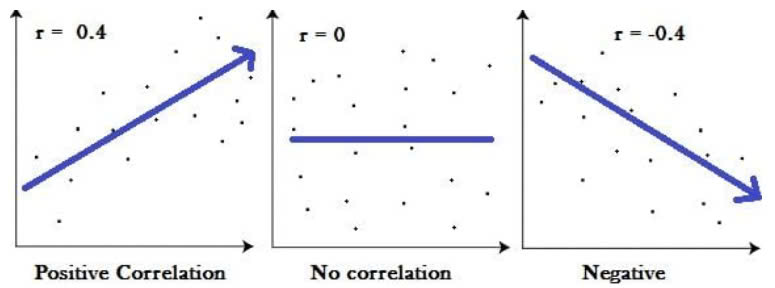 r = 0.4
r = 0
r = -0.4
Positive Correlation
No correlation
Negative